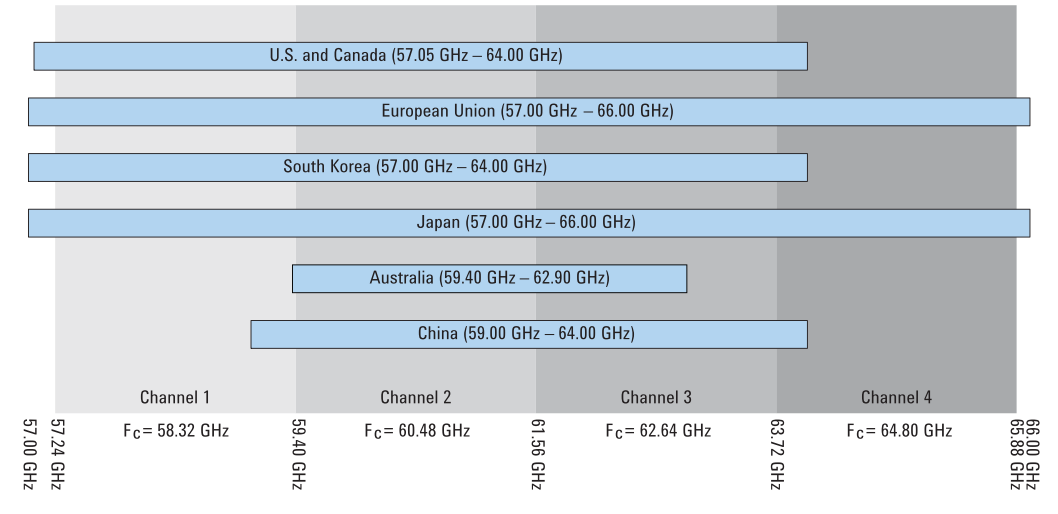 U.S. and Canada (57.05 GHz – 64.00 GHz)
European Union (57.00 GHz – 66.00 GHz)
South Korea (57.00 GHz – 64.00 GHz)
Japan (57.00 GHz – 66.00 GHz)
Australia (59.40 GHz – 62.90 GHz)
China (59.00 GHz – 64.00 GHz)
Channel 1
Channel 2
Channel 3
Channel 4
57.00 GHz
57.24 GHz
FC = 58.32 GHz
59.40 GHz
FC = 60.48 GHz
61.56 GHz
FC = 62.64 GHz
63.72 GHz
FC = 64.80 GHz
65.88 GHz
66.00 GHz